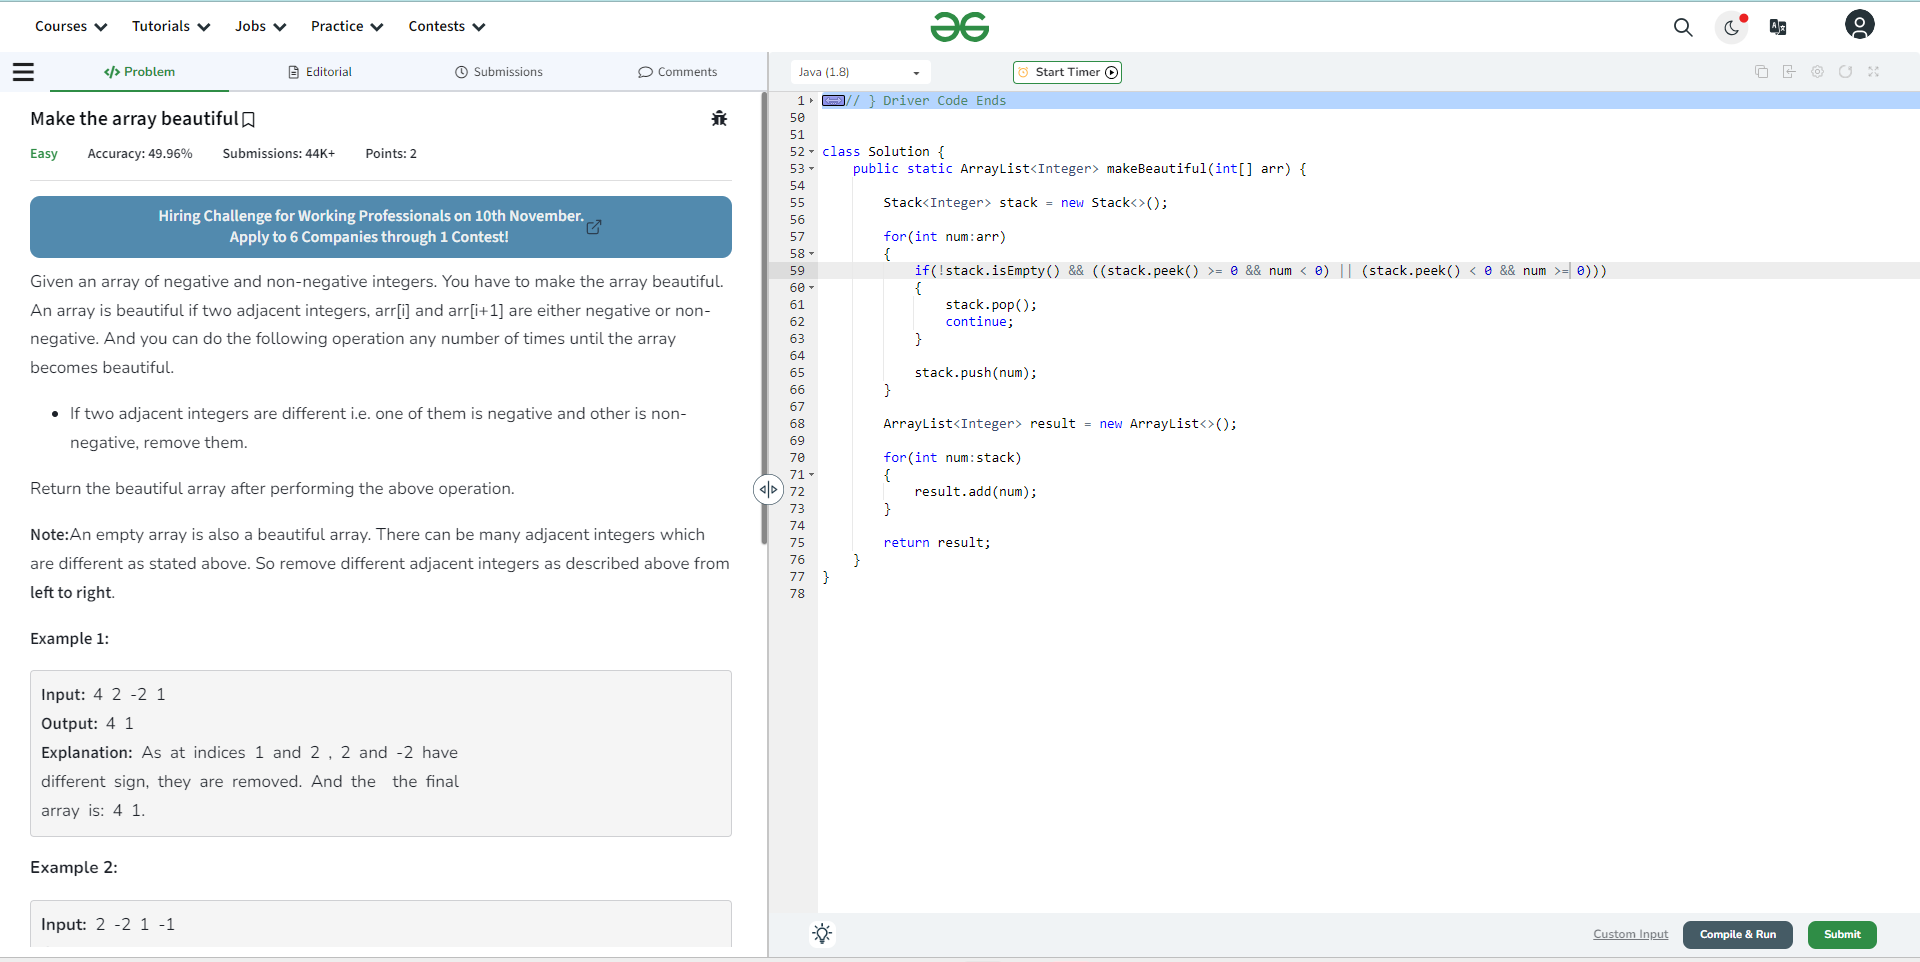 Courses Tutorials Jobs Practice Contests
Problem Editorial Submissions Comments
Make the array beautiful
Easy Accuracy: 49.96% Submissions: 44K+ Points: 2
Hiring Challenge for Working Professionals on 10th November.
Apply to 6 Companies through 1 Contest!
Given an array of negative and non-negative integers. You have to make the array beautiful.
An array is beautiful if two adjacent integers, arr[i] and arr[i+1] are either negative or non-
negative. And you can do the following operation any number of times until the array
becomes beautiful.
• If two adjacent integers are different i.e. one of them is negative and other is non-
negative, remove them.
Return the beautiful array after performing the above operation.
Note:An empty array is also a beautiful array. There can be many adjacent integers which
are different as stated above. So remove different adjacent integers as described above from
left to right.
Example 1:
Input: 4 2 -2 1
Output: 4 1
Explanation: As at indices 1 and 2 , 2 and -2 have
different sign, they are removed. And the the final
array is: 4 1.
Example 2:
Input: 2 -2 1 -1
Java (1.8) Start Timer
1 // } Driver Code Ends
50
51
52 class Solution {
53 public static ArrayList<Integer> makeBeautiful(int[] arr) {
54
55 Stack<Integer> stack = new Stack<>();
56
57 for(int num:arr)
58 {
59 if(!stack.isEmpty() && ((stack.peek() >= 0 && num < 0) || (stack.peek() < 0 && num >= 0)))
60 {
61 stack.pop();
62 continue;
63 }
64
65 stack.push(num);
66 }
67
68 ArrayList<Integer> result = new ArrayList<>();
69
70 for(int num:stack)
71 {
72 result.add(num);
73 }
74
75 return result;
76 }
77 }
78
Custom Input Compile & Run Submit